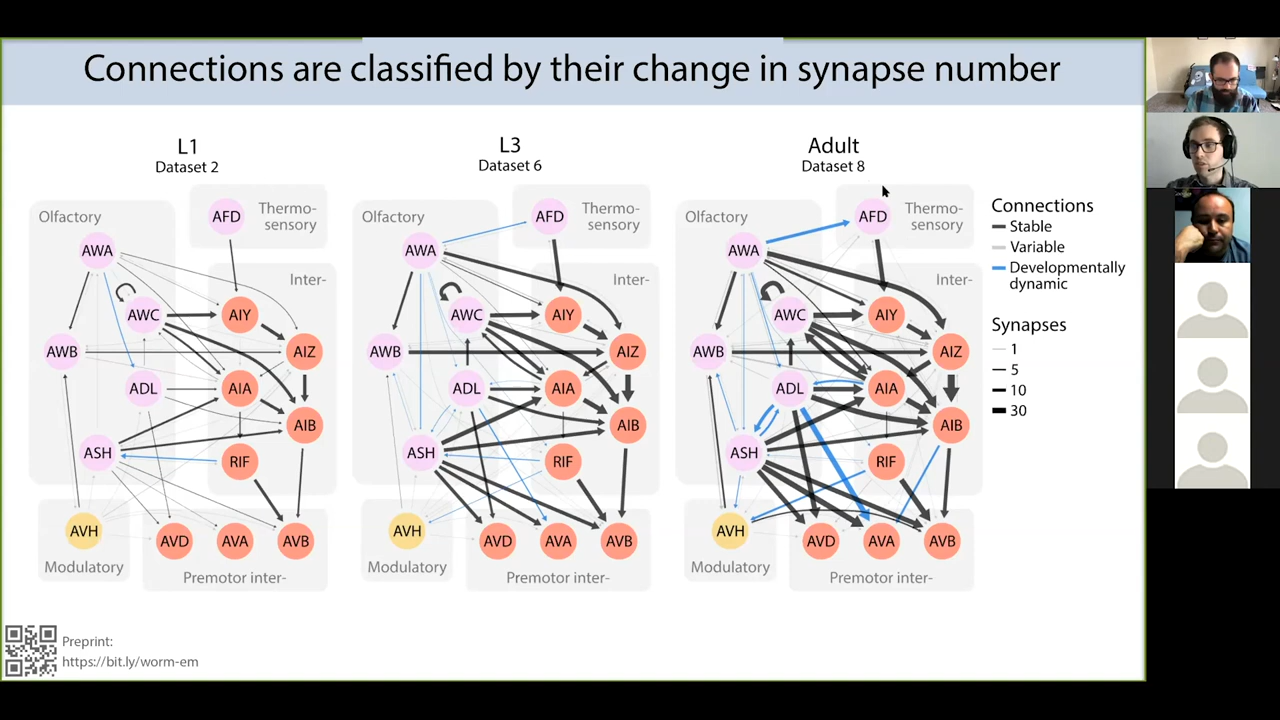 Connections are classified by their change in synapse number
L1
Dataset 2
Olfactory
AFD
Thermo-
sensory
AWA
Inter-
AWC
AIY
AWB
AIZ
ADL
AIA
AIB
ASH
RIF
AVH
AVD
AVA
AVB
Modulatory
Premotor inter-
L3
Dataset 6
Olfactory
AFD
Thermo-
sensory
AWA
Inter-
AWC
AIY
AWB
AIZ
ADL
AIA
AIB
ASH
RIF
AVH
AVD
AVA
AVB
Modulatory
Premotor inter-
Adult
Dataset 8
Olfactory
AFD
Thermo-
sensory
AWA
Inter-
AWC
AIY
AWB
AIZ
ADL
AIA
AIB
ASH
RIF
AVH
AVD
AVA
AVB
Modulatory
Premotor inter-
Connections
Stable
Variable
Developmentally
dynamic
Synapses
1
5
10
30
Preprint:
https://bit.ly/worm-em